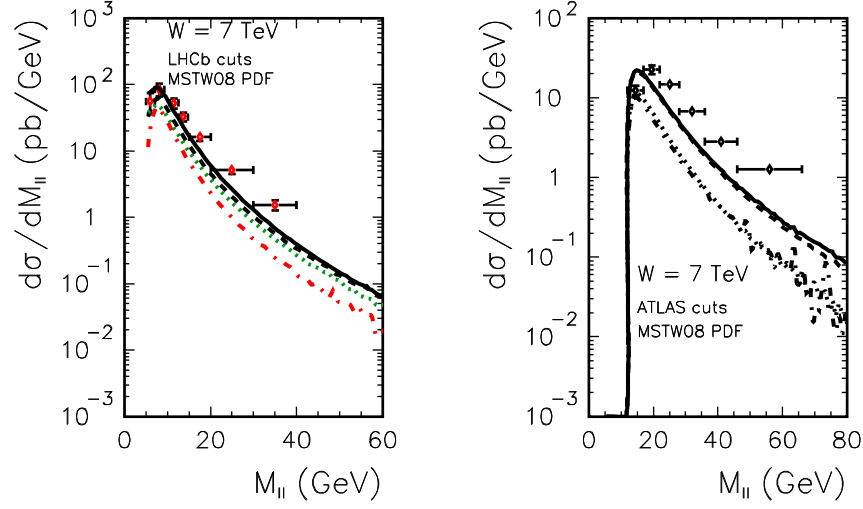 dσ/dM_ll (pb/GeV)
10^3
10^2
10
1
10^-1
10^-2
10^-3
W = 7 TeV
LHCb cuts
MSTW08 PDF
0 20 40 60
M_ll (GeV)
dσ/dM_ll (pb/GeV)
10^2
10
1
10^-1
10^-2
10^-3
W = 7 TeV
ATLAS cuts
MSTW08 PDF
0 20 40 60 80
M_ll (GeV)